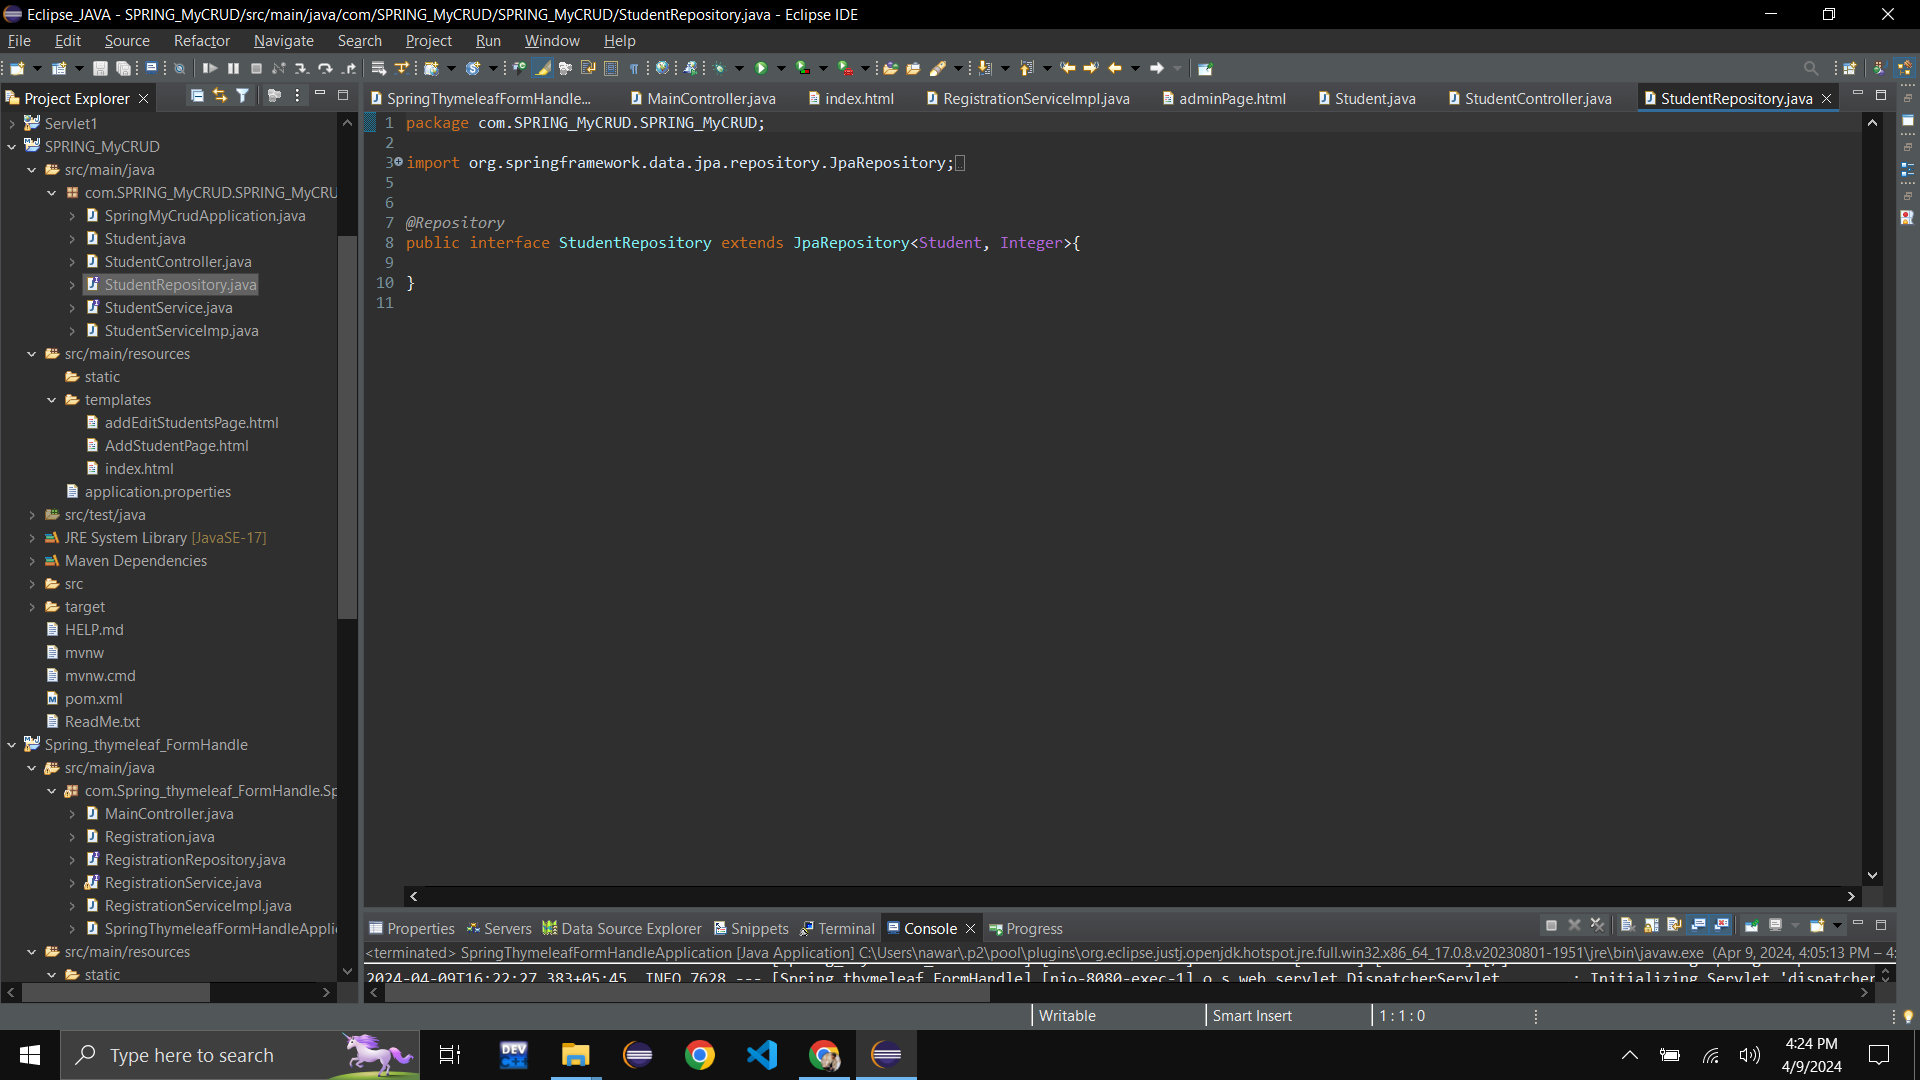 Eclipse_JAVA - SPRING_MyCRUD/src/main/java/com/SPRING_MyCRUD/SPRING_MyCRUD/StudentRepository.java - Eclipse IDE
File Edit Source Refactor Navigate Search Project Run Window Help
Project Explorer
SpringThymeleafFormHandle... MainController.java index.html RegistrationServiceImpl.java adminPage.html Student.java StudentController.java StudentRepository.java
Servlet1
SPRING_MyCRUD
src/main/java
com.SPRING_MyCRUD.SPRING_MyCRU
SpringMyCrudApplication.java
Student.java
StudentController.java
StudentRepository.java
StudentService.java
StudentServiceImp.java
src/main/resources
static
templates
addEditStudentsPage.html
AddStudentPage.html
index.html
application.properties
src/test/java
JRE System Library [JavaSE-17]
Maven Dependencies
src
target
HELP.md
mvnw
mvnw.cmd
pom.xml
ReadMe.txt
Spring_thymeleaf_FormHandle
src/main/java
com.Spring_thymeleaf_FormHandle.Sp
MainController.java
Registration.java
RegistrationRepository.java
RegistrationService.java
RegistrationServiceImpl.java
SpringThymeleafFormHandleAppli
src/main/resources
static
1 package com.SPRING_MyCRUD.SPRING_MyCRUD;
2
3 import org.springframework.data.jpa.repository.JpaRepository;
5
6
7 @Repository
8 public interface StudentRepository extends JpaRepository<Student, Integer>{
9
10 }
11
Properties Servers Data Source Explorer Snippets Terminal Console Progress
<terminated> SpringThymeleafFormHandleApplication [Java Application] C:\Users\nawar\.p2\pool\plugins\org.eclipse.justj.openjdk.hotspot.jre.full.win32.x86_64_17.0.8.v20230801-1951\jre\bin\javaw.exe (Apr 9, 2024, 4:05:13 PM – 4:
2024-04-09T16:22:27.383+05:45 INFO 7628 --- [Spring_thymeleaf_FormHandle] [nio-8080-exec-1] o.s.web.servlet.DispatcherServlet : Initializing Servlet 'dispatcher
Writable Smart Insert 1 : 1 : 0
Type here to search
DEV
4:24 PM
4/9/2024